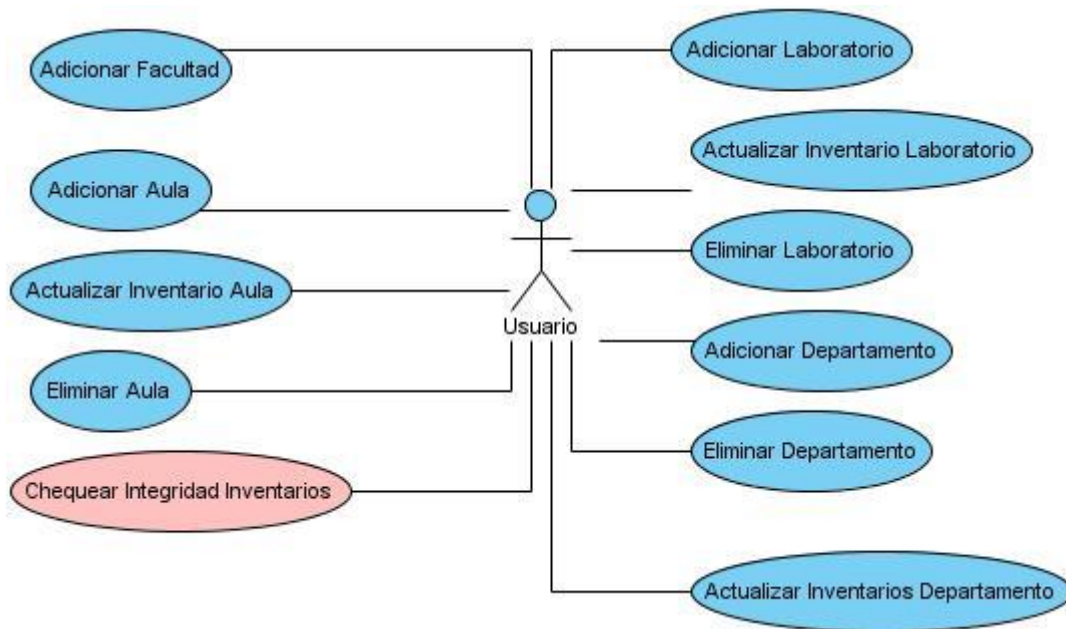 Adicionar Facultad
Adicionar Aula
Actualizar Inventario Aula
Eliminar Aula
Chequear Integridad Inventarios
Usuario
Adicionar Laboratorio
Actualizar Inventario Laboratorio
Eliminar Laboratorio
Adicionar Departamento
Eliminar Departamento
Actualizar Inventarios Departamento